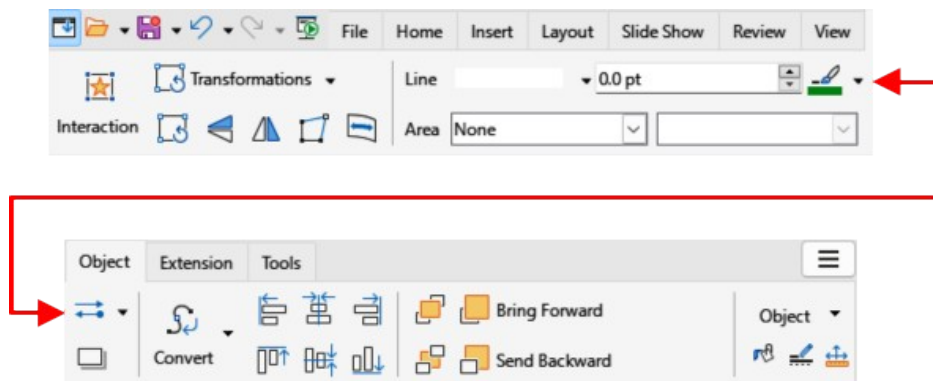 File Home Insert Layout Slide Show Review View
Transformations Line 0.0 pt
Interaction Area None
Object Extension Tools
Bring Forward Object
Convert Send Backward